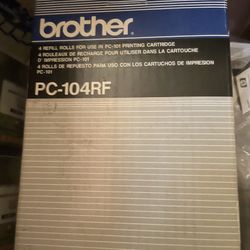 brother
4 REFILL ROLLS FOR USE IN PC-101 PRINTING CARTRIDGE
4 ROULEAUX DE RECHARGE POUR UTILISER DANS LA CARTOUCHE
D' IMPRESSION PC-101
4 ROLLS DE REPUESTO PARA USO CON LOS CARTUCHOS DE IMPRESION
PC-101
PC-104RF